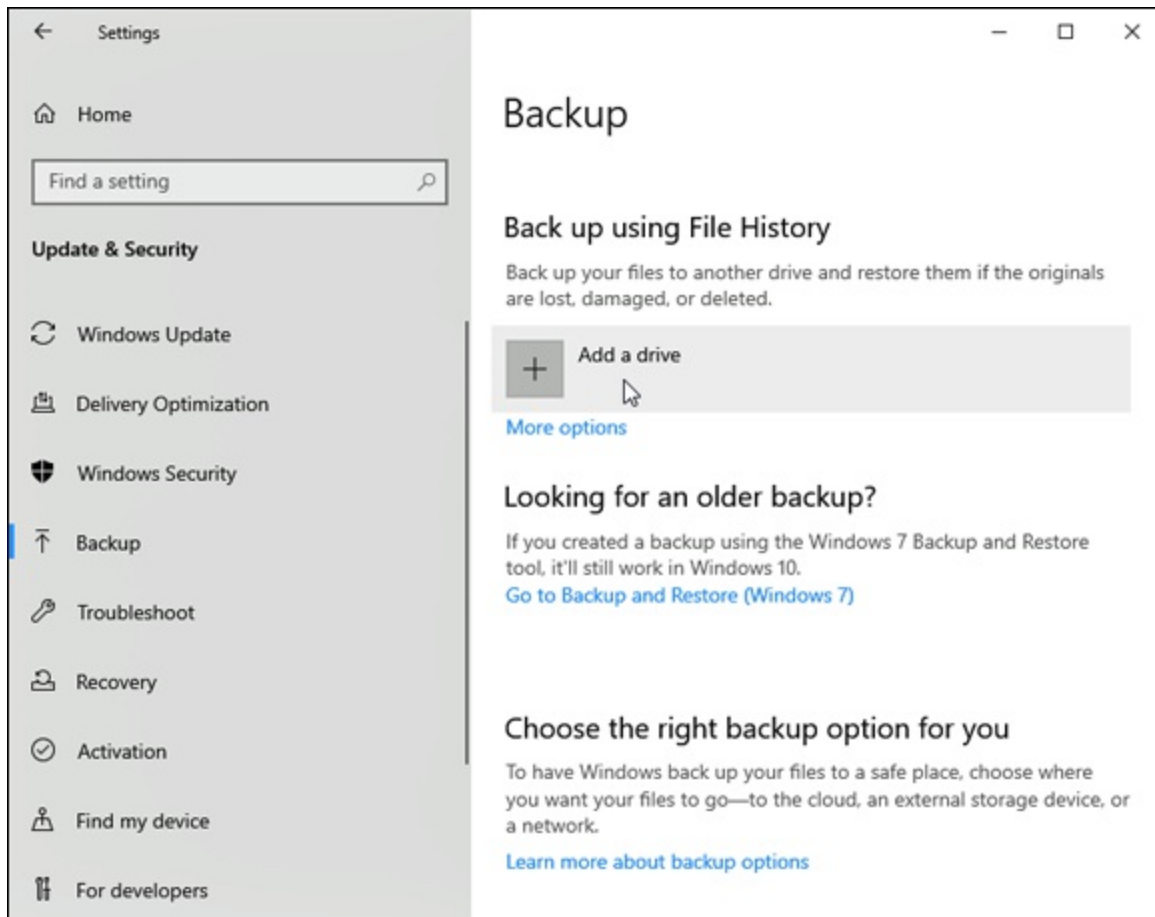 Settings
Home
Find a setting
Update & Security
Windows Update
Delivery Optimization
Windows Security
Backup
Troubleshoot
Recovery
Activation
Find my device
For developers
Backup
Back up using File History
Back up your files to another drive and restore them if the originals
are lost, damaged, or deleted.
Add a drive
More options
Looking for an older backup?
If you created a backup using the Windows 7 Backup and Restore
tool, it'll still work in Windows 10.
Go to Backup and Restore (Windows 7)
Choose the right backup option for you
To have Windows back up your files to a safe place, choose where
you want your files to go—to the cloud, an external storage device, or
a network.
Learn more about backup options